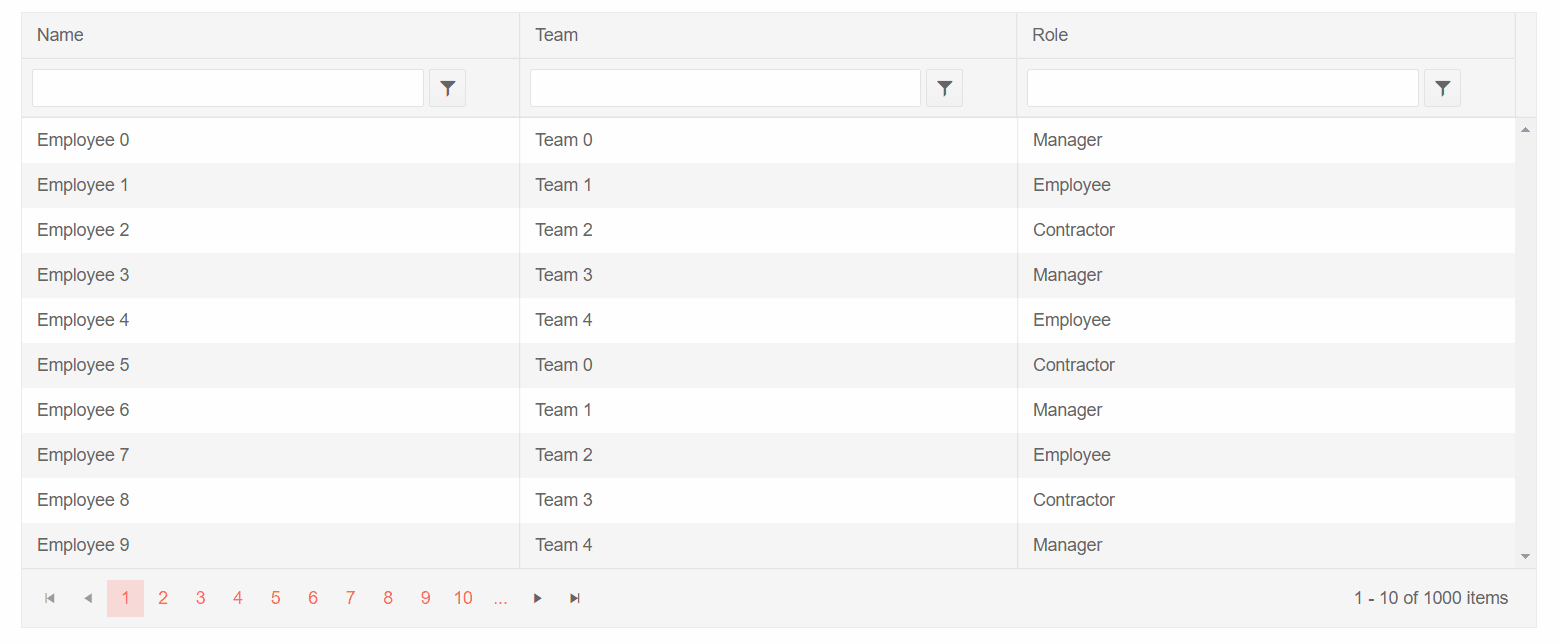 Name Team Role
Employee 0 Team 0 Manager
Employee 1 Team 1 Employee
Employee 2 Team 2 Contractor
Employee 3 Team 3 Manager
Employee 4 Team 4 Employee
Employee 5 Team 0 Contractor
Employee 6 Team 1 Manager
Employee 7 Team 2 Employee
Employee 8 Team 3 Contractor
Employee 9 Team 4 Manager
1 2 3 4 5 6 7 8 9 10 ... 1 - 10 of 1000 items